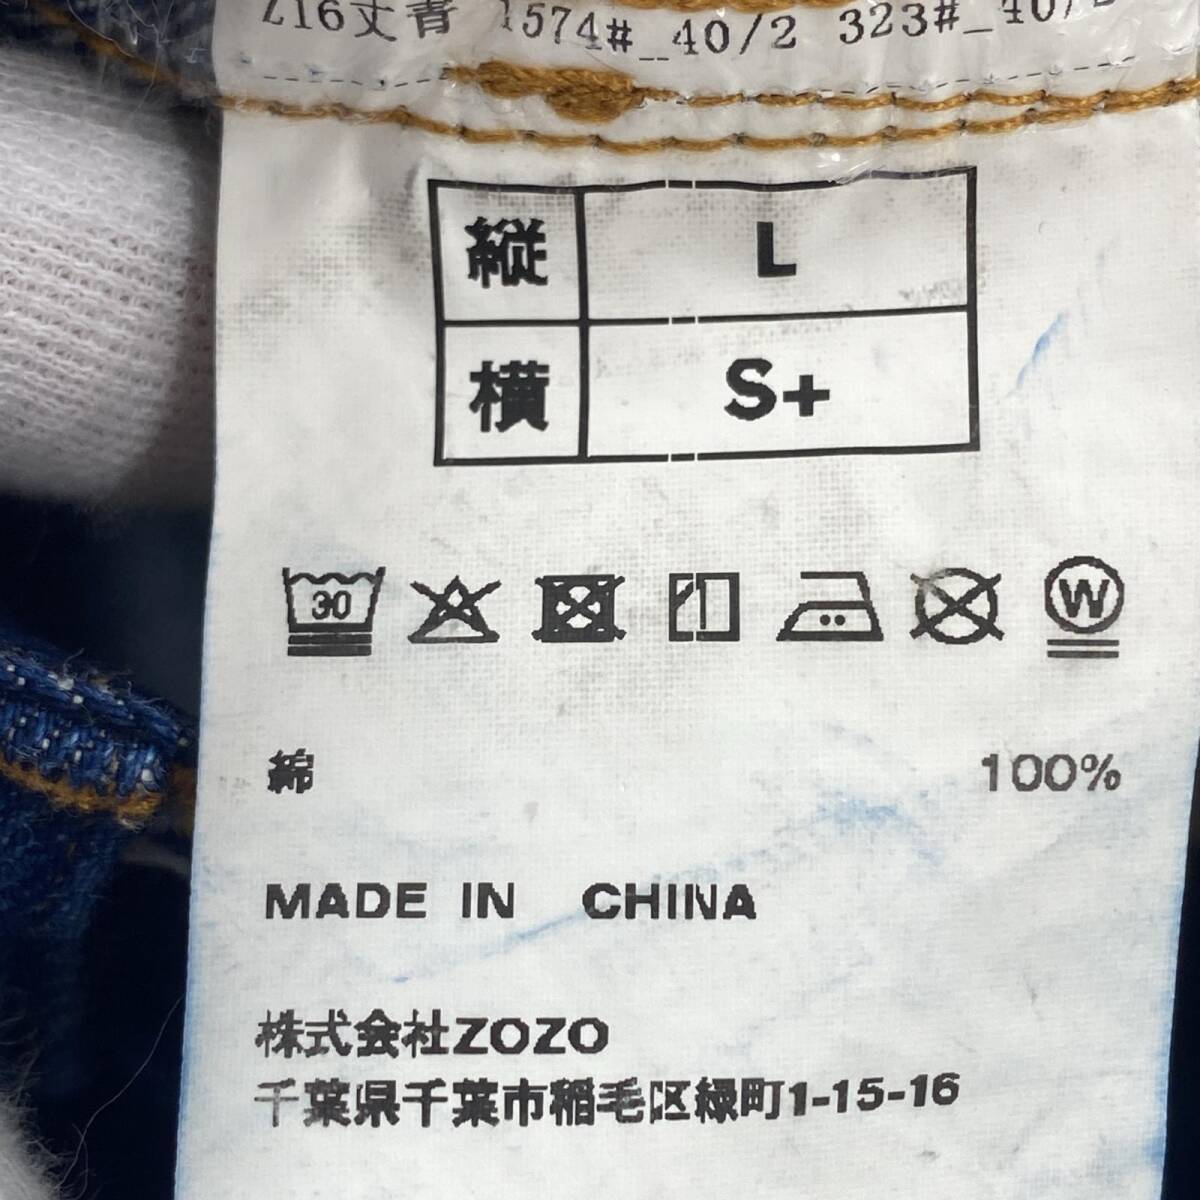 Z16丈青 1574#_40/2 323#_40/2
縦 L
横 S+
30 W
綿 100%
MADE IN CHINA
株式会社ZOZO
千葉県千葉市稲毛区緑町1-15-16